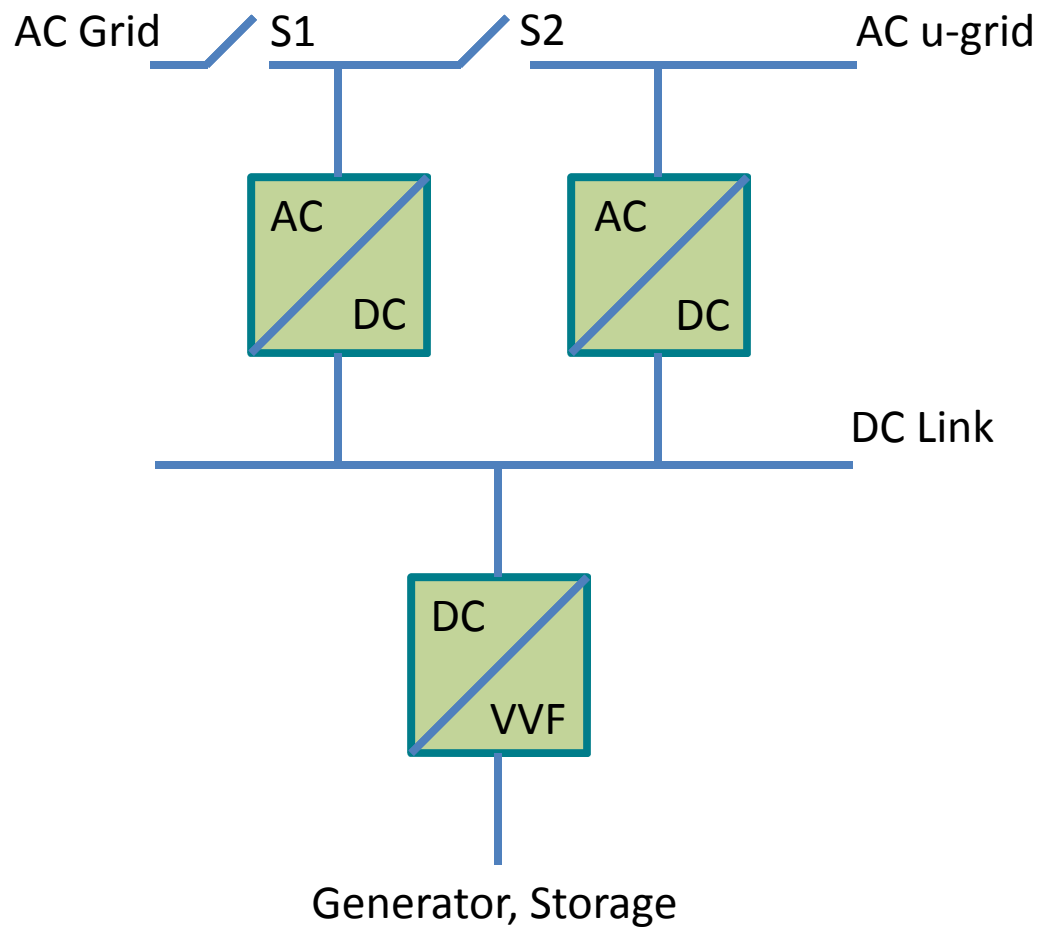 AC Grid
S1
S2
AC u-grid
AC
DC
AC
DC
DC Link
DC
VVF
Generator, Storage